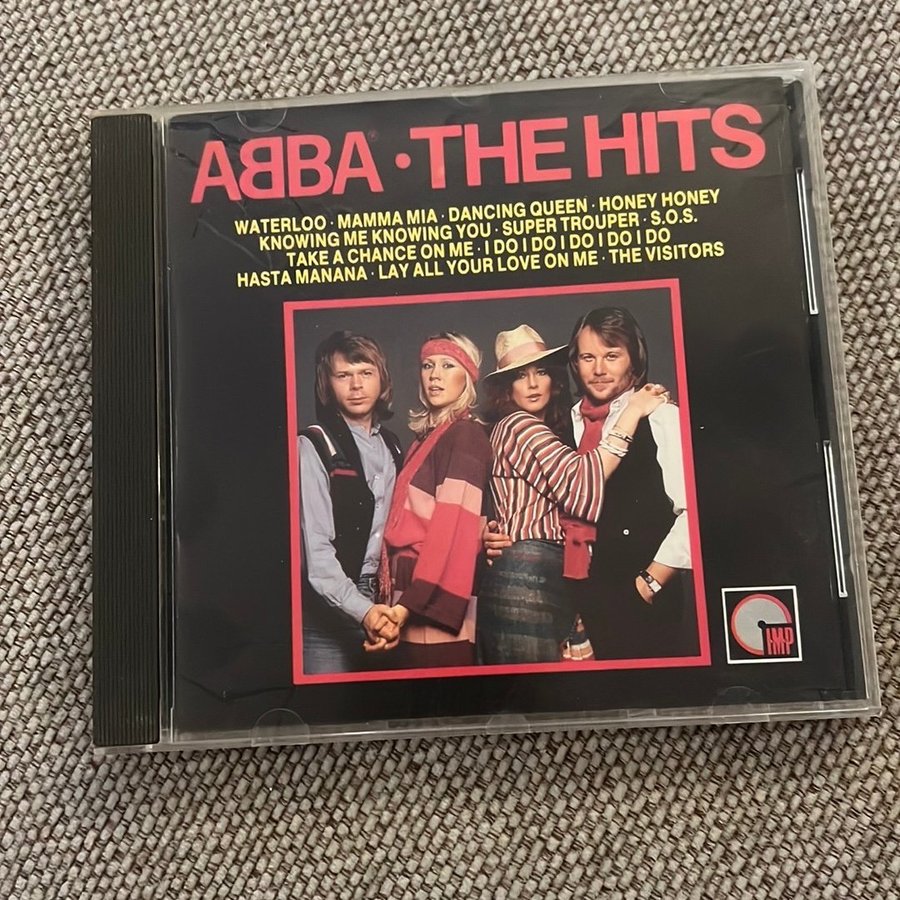 ABBA · THE HITS
WATERLOO · MAMMA MIA · DANCING QUEEN · HONEY HONEY
KNOWING ME KNOWING YOU · SUPER TROUPER · S.O.S.
TAKE A CHANCE ON ME · I DO I DO I DO I DO I DO
HASTA MANANA · LAY ALL YOUR LOVE ON ME · THE VISITORS
IMP